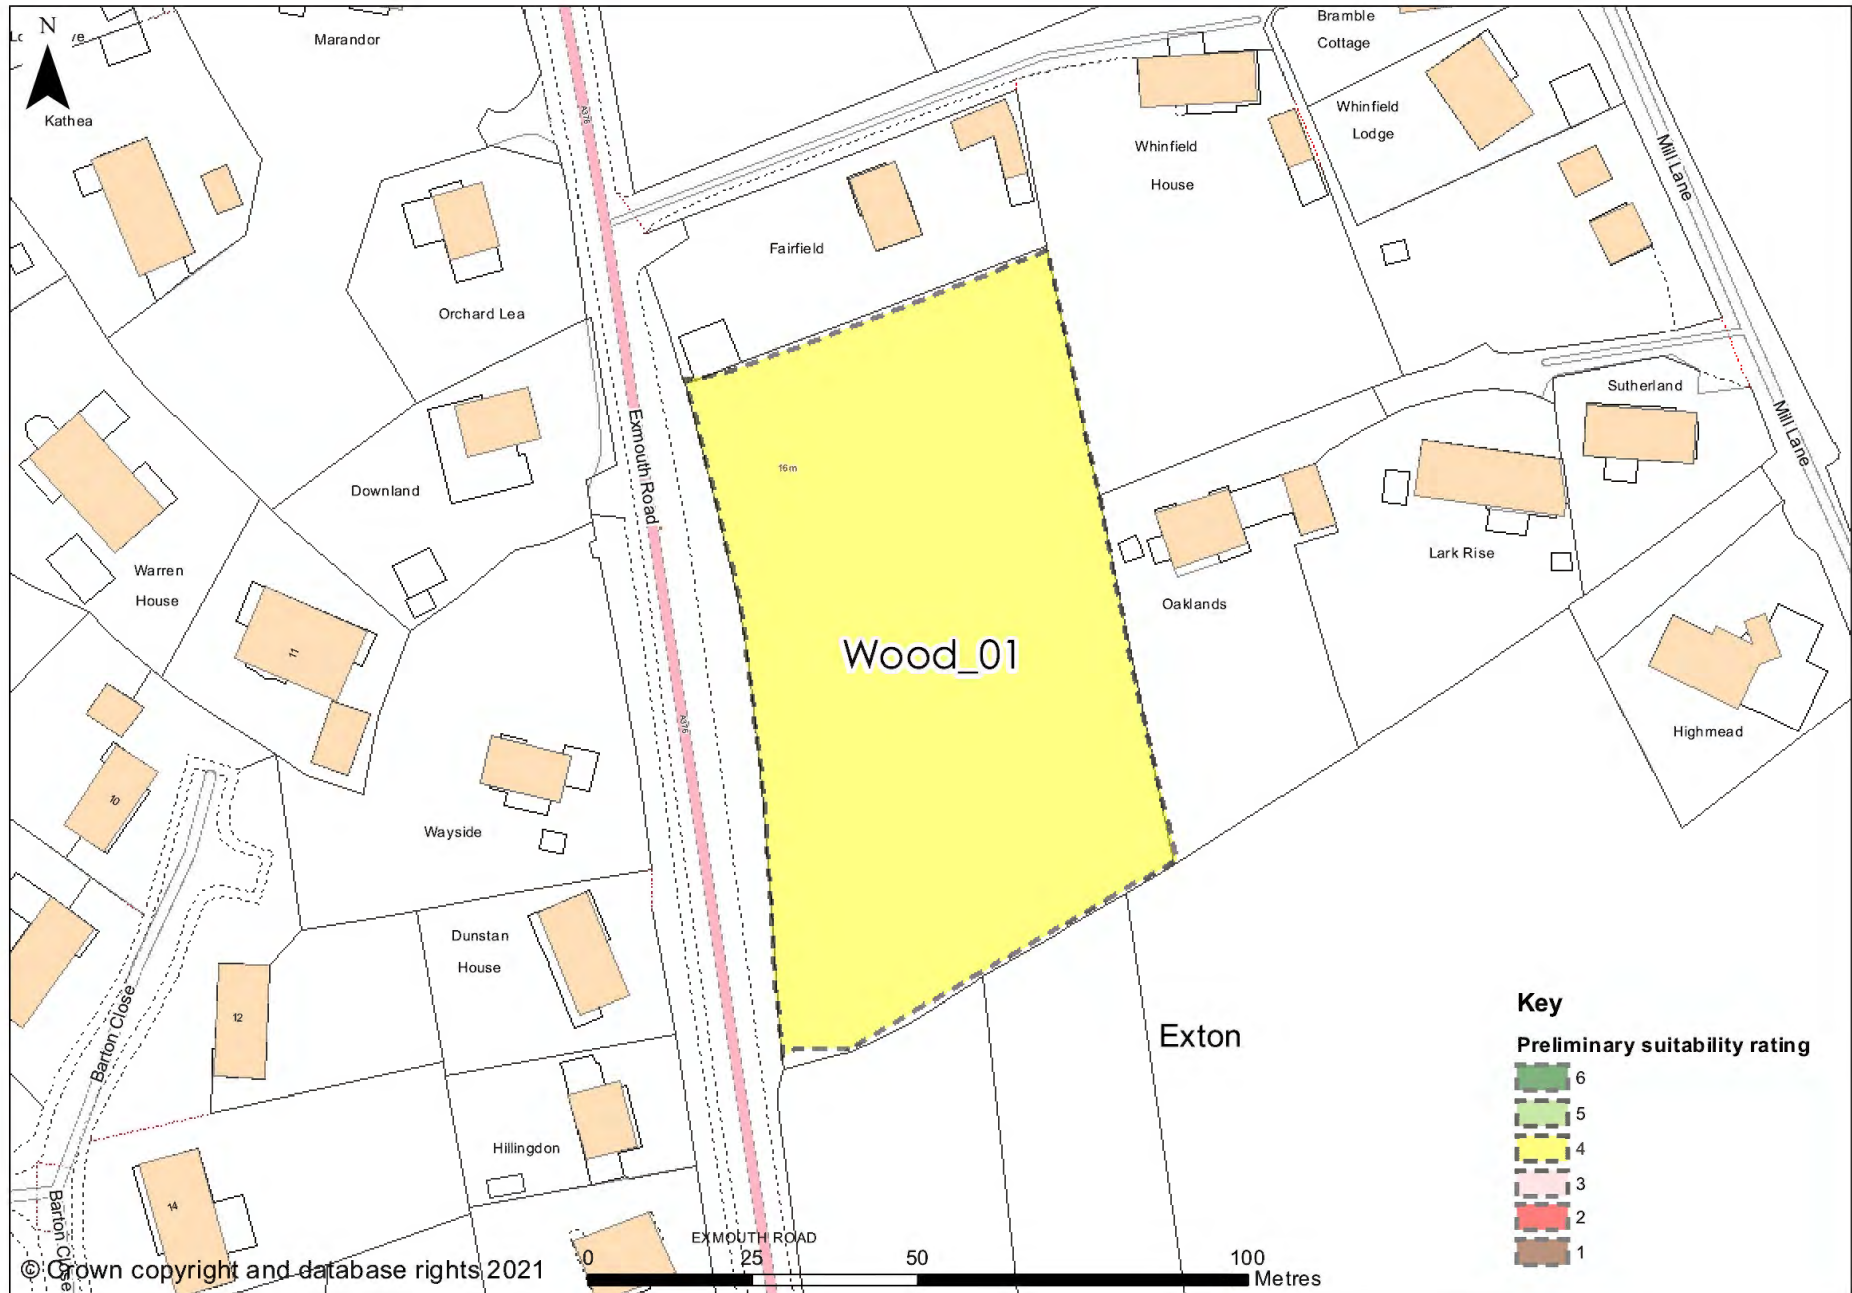 N
Marandor
Kathea
Bramble
Cottage
Whinfield
Lodge
Whinfield
House
Mill Lane
A376
Fairfield
Orchard Lea
Exmouth Road
16m
Downland
Sutherland
Mill Lane
Lark Rise
Warren
House
Oaklands
11
Wood_01
A376
Highmead
10
Wayside
Dunstan
House
12
Barton Close
Exton
Hillingdon
14
Barton Close
EXMOUTH ROAD
Key
Preliminary suitability rating
6
5
4
3
2
1
0 25 50 100
Metres
© Crown copyright and database rights 2021